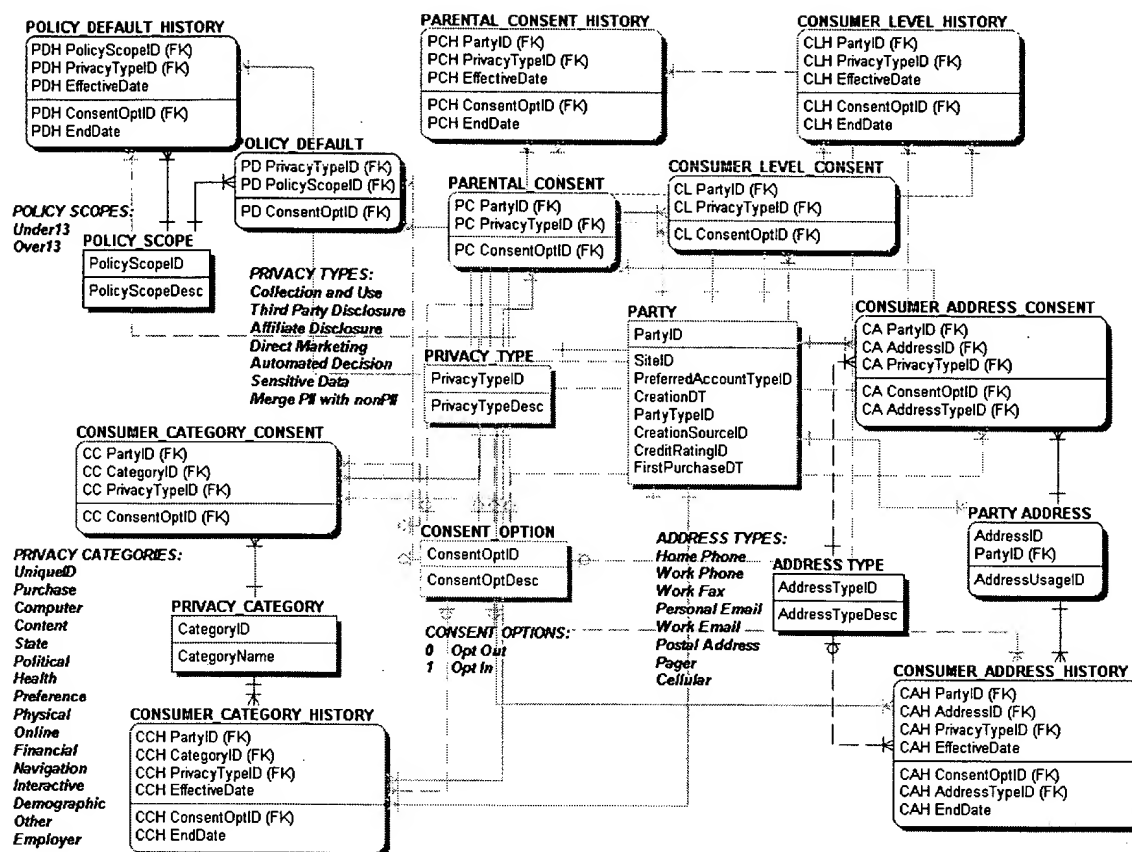 POLICY_DEFAULT_HISTORY
PDH PolicyScopeID (FK)
PDH PrivacyTypeID (FK)
PDH EffectiveDate
PDH ConsentOptID (FK)
PDH EndDate
PARENTAL_CONSENT_HISTORY
PCH PartyID (FK)
PCH PrivacyTypeID (FK)
PCH EffectiveDate
PCH ConsentOptID (FK)
PCH EndDate
CONSUMER_LEVEL_HISTORY
CLH PartyID (FK)
CLH PrivacyTypeID (FK)
CLH EffectiveDate
CLH ConsentOptID (FK)
CLH EndDate
POLICY_DEFAULT
PD PrivacyTypeID (FK)
PD PolicyScopeID (FK)
PD ConsentOptID (FK)
PARENTAL_CONSENT
PC PartyID (FK)
PC PrivacyTypeID (FK)
PC ConsentOptID (FK)
CONSUMER_LEVEL_CONSENT
CL PartyID (FK)
CL PrivacyTypeID (FK)
CL ConsentOptID (FK)
POLICY SCOPES:
Under13
Over13
POLICY_SCOPE
PolicyScopeID
PolicyScopeDesc
PRIVACY TYPES:
Collection and Use
Third Party Disclosure
Affiliate Disclosure
Direct Marketing
Automated Decision
Sensitive Data
Merge PII with nonPII
PRIVACY_TYPE
PrivacyTypeID
PrivacyTypeDesc
PARTY
PartyID
SiteID
PreferredAccountTypeID
CreationDT
PartyTypeID
CreationSourceID
CreditRatingID
FirstPurchaseDT
CONSUMER_ADDRESS_CONSENT
CA PartyID (FK)
CA AddressID (FK)
CA PrivacyTypeID (FK)
CA ConsentOptID (FK)
CA AddressTypeID (FK)
CONSUMER_CATEGORY_CONSENT
CC PartyID (FK)
CC CategoryID (FK)
CC PrivacyTypeID (FK)
CC ConsentOptID (FK)
CONSENT_OPTION
ConsentOptID
ConsentOptDesc
CONSENT OPTIONS:
0 Opt Out
1 Opt In
ADDRESS TYPES:
Home Phone
Work Phone
Work Fax
Personal Email
Work Email
Postal Address
Pager
Cellular
ADDRESS TYPE
AddressTypeID
AddressTypeDesc
PARTY ADDRESS
AddressID
PartyID (FK)
AddressUsageID
PRIVACY CATEGORIES:
UniqueID
Purchase
Computer
Content
State
Political
Health
Preference
Physical
Online
Financial
Navigation
Interactive
Demographic
Other
Employer
PRIVACY_CATEGORY
CategoryID
CategoryName
CONSUMER_CATEGORY_HISTORY
CCH PartyID (FK)
CCH CategoryID (FK)
CCH PrivacyTypeID (FK)
CCH EffectiveDate
CCH ConsentOptID (FK)
CCH EndDate
CONSUMER_ADDRESS_HISTORY
CAH PartyID (FK)
CAH AddressID (FK)
CAH PrivacyTypeID (FK)
CAH EffectiveDate
CAH ConsentOptID (FK)
CAH AddressTypeID (FK)
CAH EndDate